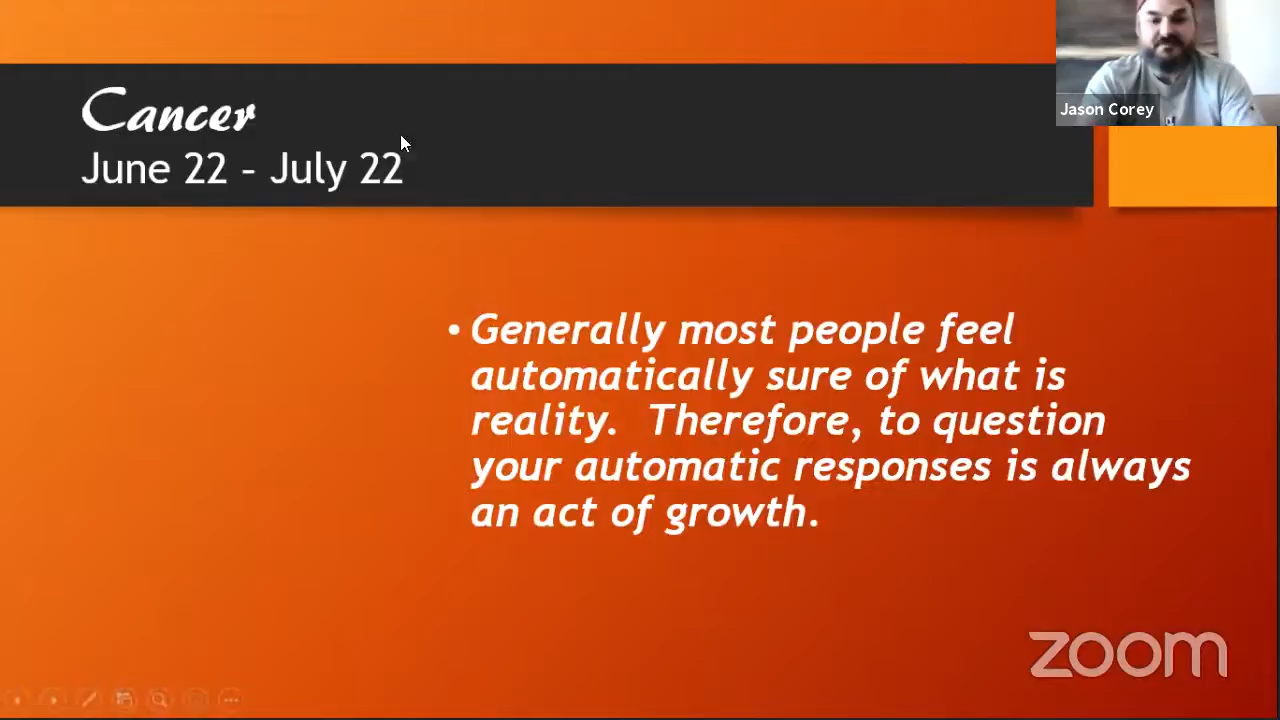 Jason Corey
Cancer
June 22 – July 22
• Generally most people feel
automatically sure of what is
reality.  Therefore, to question
your automatic responses is always
an act of growth.
zoom